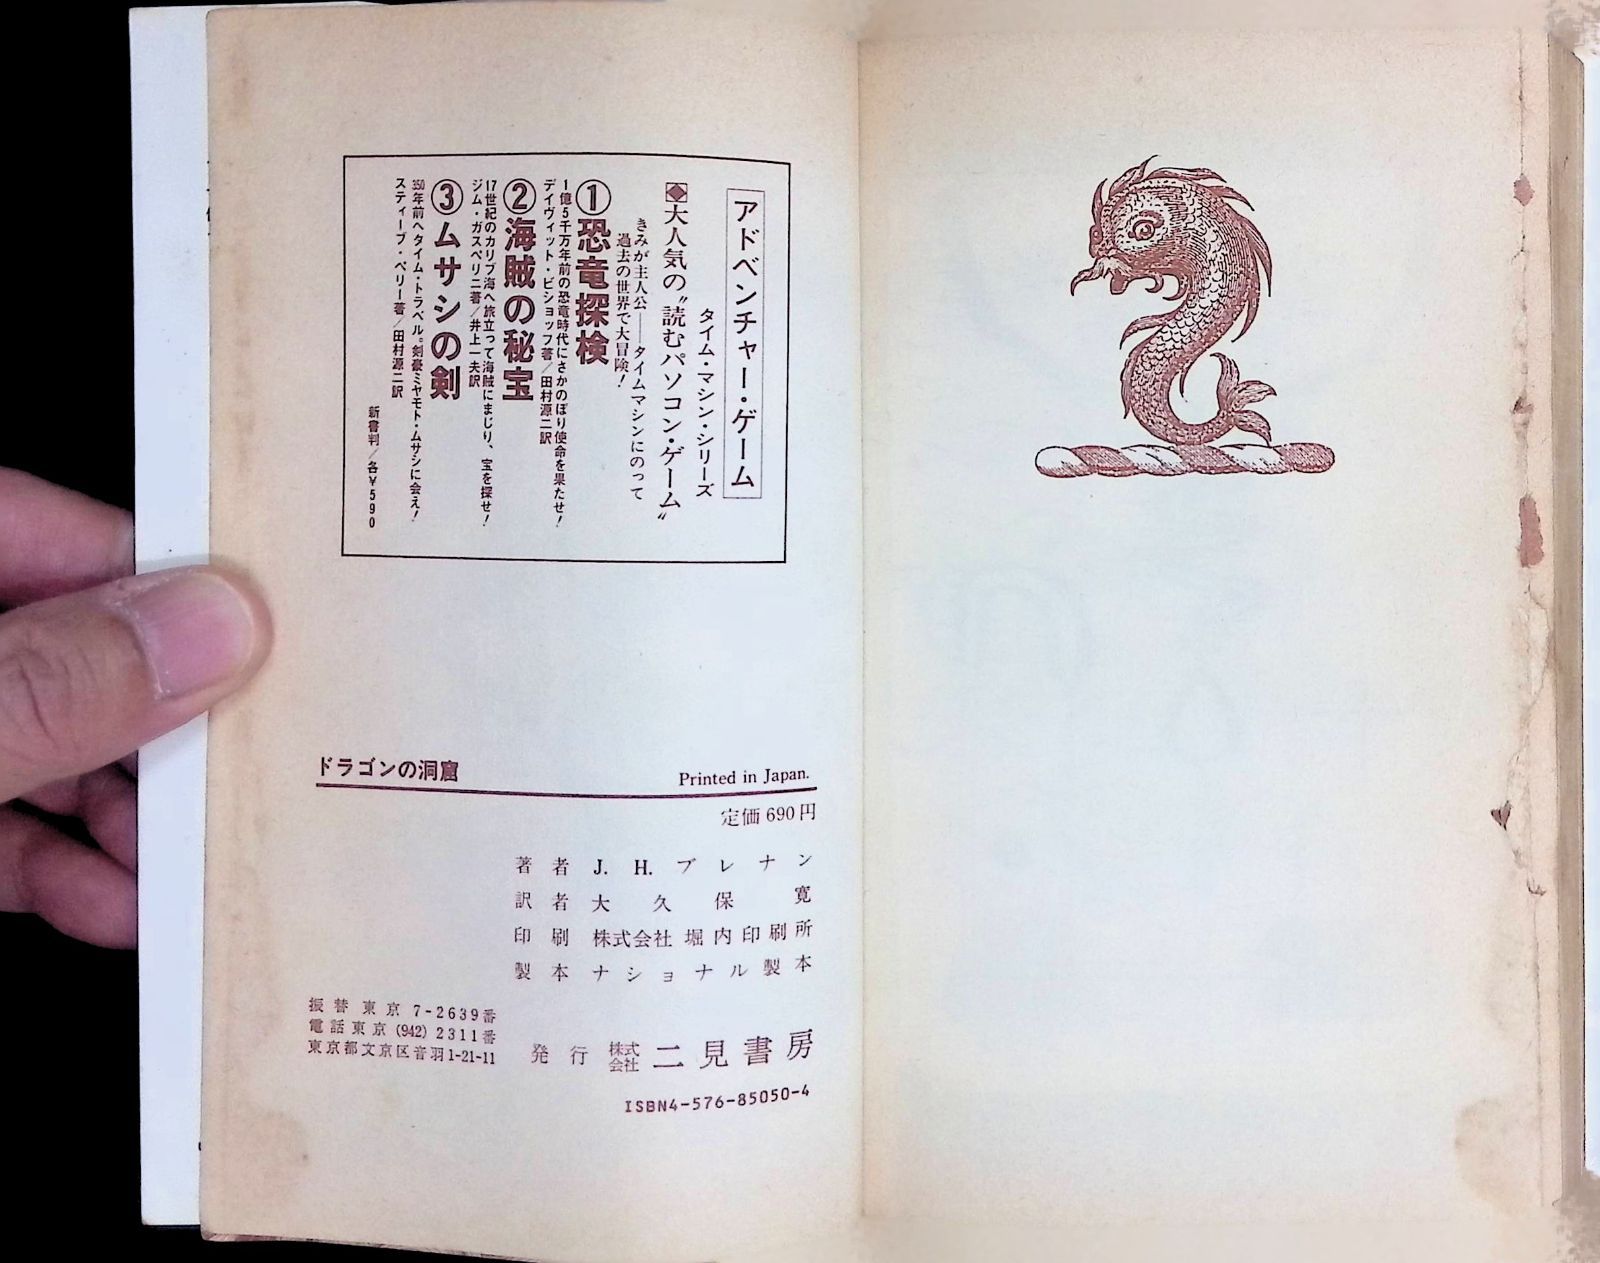 アドベンチャー・ゲーム
タイム・マシン・シリーズ
◆大人気の〝読むパソコン・ゲーム〟
きみが主人公――タイムマシンにのって
過去の世界で大冒険！
①恐竜探検
1億5千万年前の恐竜時代にさかのぼり使命を果たせ！
デイヴィット・ビショッフ著／田村源二訳
②海賊の秘宝
17世紀のカリブ海へ旅立って海賊にまじり、宝を探せ！
ジム・ガスペリニ著／井上一夫訳
③ムサシの剣
350年前へタイム・トラベル。剣豪ミヤモト・ムサシに会え！
スティーブ・ペリー著／田村源二訳
新書判／各￥590
ドラゴンの洞窟
Printed in Japan.
定価 690円
著者 J. H. ブレナン
訳者 大久保 寛
印刷 株式会社 堀内印刷所
製本 ナショナル製本
発行 株式会社 二見書房
東京都文京区音羽1-21-11
電話東京 (942) 2311番
振替東京 7-2639番
ISBN4-576-85050-4